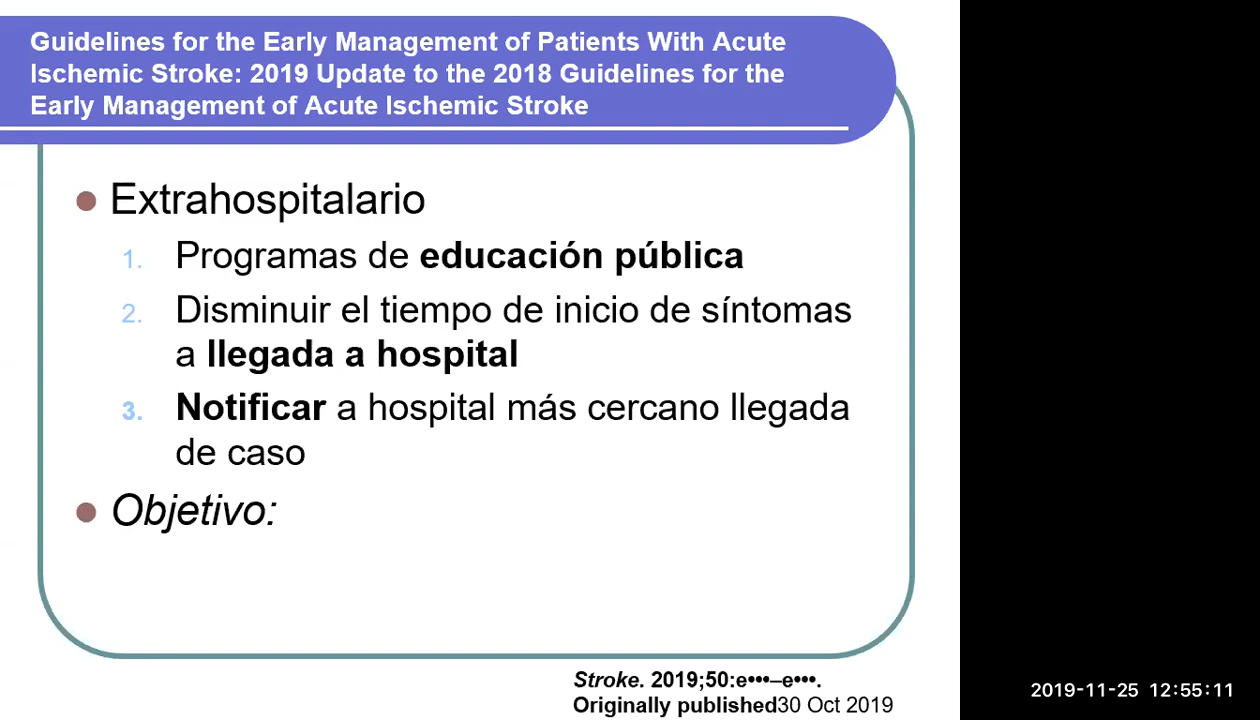 Guidelines for the Early Management of Patients With Acute
Ischemic Stroke: 2019 Update to the 2018 Guidelines for the
Early Management of Acute Ischemic Stroke
Extrahospitalario
1. Programas de educación pública
2. Disminuir el tiempo de inicio de síntomas
a llegada a hospital
3. Notificar a hospital más cercano llegada
de caso
Objetivo:
Stroke. 2019;50:e•••–e•••.
Originally published30 Oct 2019
2019-11-25 12:55:11